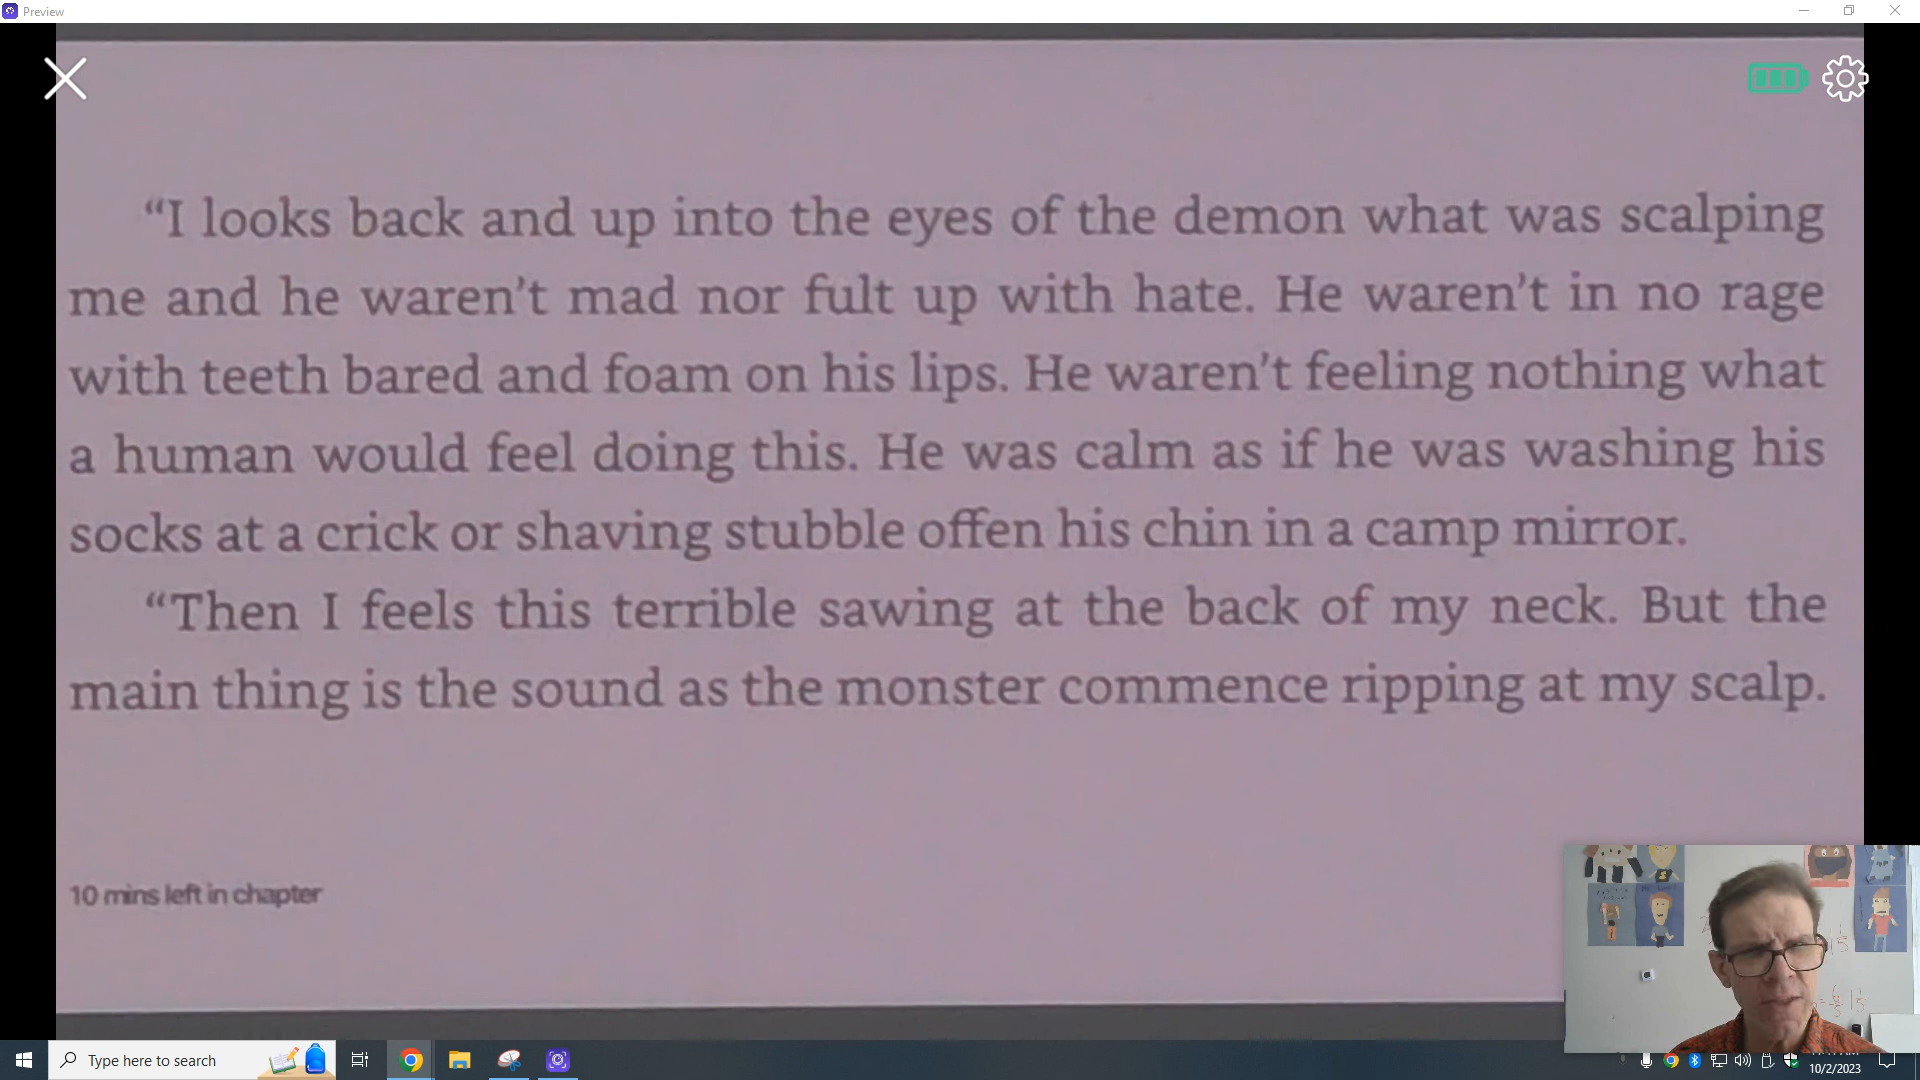 Preview
“I looks back and up into the eyes of the demon what was scalping
me and he waren’t mad nor fult up with hate. He waren’t in no rage
with teeth bared and foam on his lips. He waren’t feeling nothing what
a human would feel doing this. He was calm as if he was washing his
socks at a crick or shaving stubble offen his chin in a camp mirror.
“Then I feels this terrible sawing at the back of my neck. But the
main thing is the sound as the monster commence ripping at my scalp.
10 mins left in chapter
Type here to search
10/2/2023